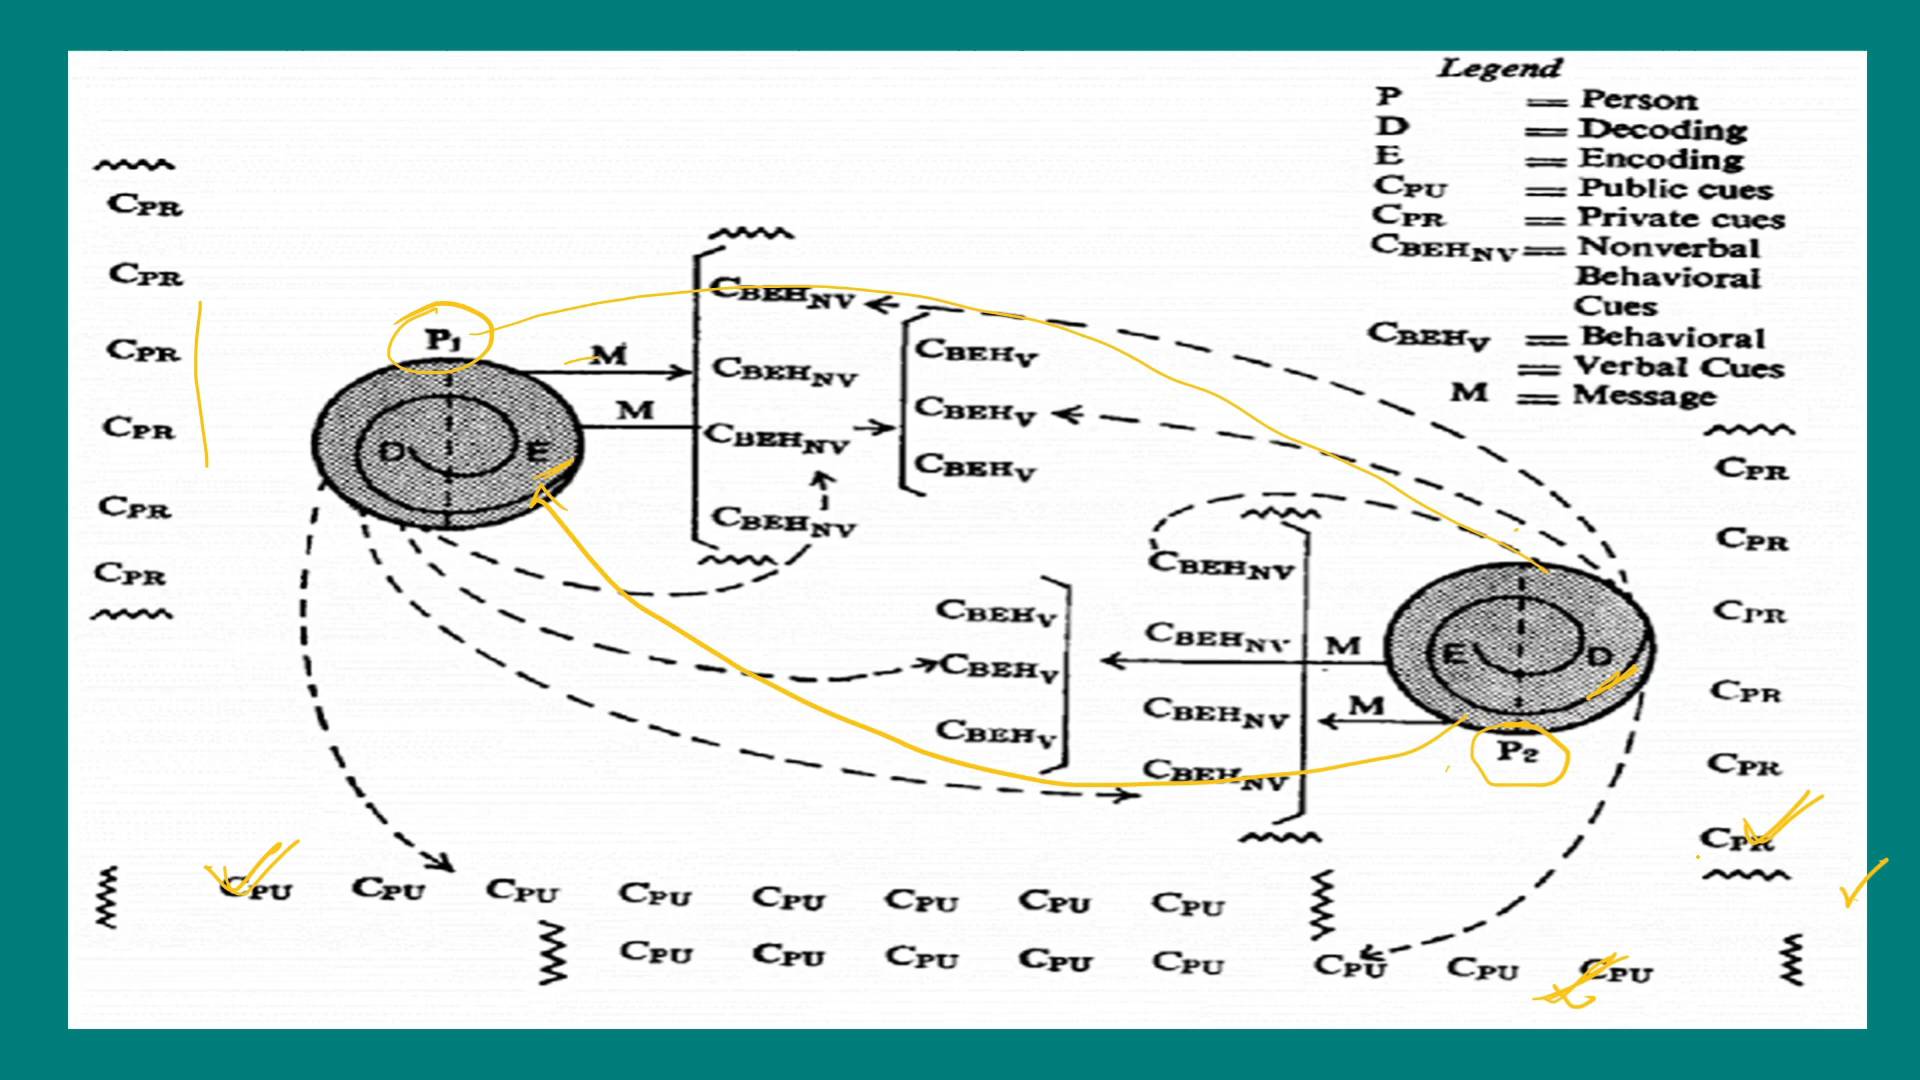 Legend
P = Person
D = Decoding
E = Encoding
CPU = Public cues
CPR = Private cues
CBEHNV = Nonverbal
Behavioral
Cues
CBEHV = Behavioral
= Verbal Cues
M = Message
CPR
CPR
CPR
CPR
CPR
CPR
P1
D E
M
M
CBEHNV
CBEHNV
CBEHNV
CBEHNV
CBEHV
CBEHV
CBEHV
CBEHV
CBEHV
CBEHV
CBEHNV
CBEHNV
CBEHNV
CBEHNV
M
M
E D
P2
CPR
CPR
CPR
CPR
CPR
CPR
CPU CPU CPU CPU CPU CPU CPU CPU
CPU CPU CPU CPU CPU CPU CPU CPU